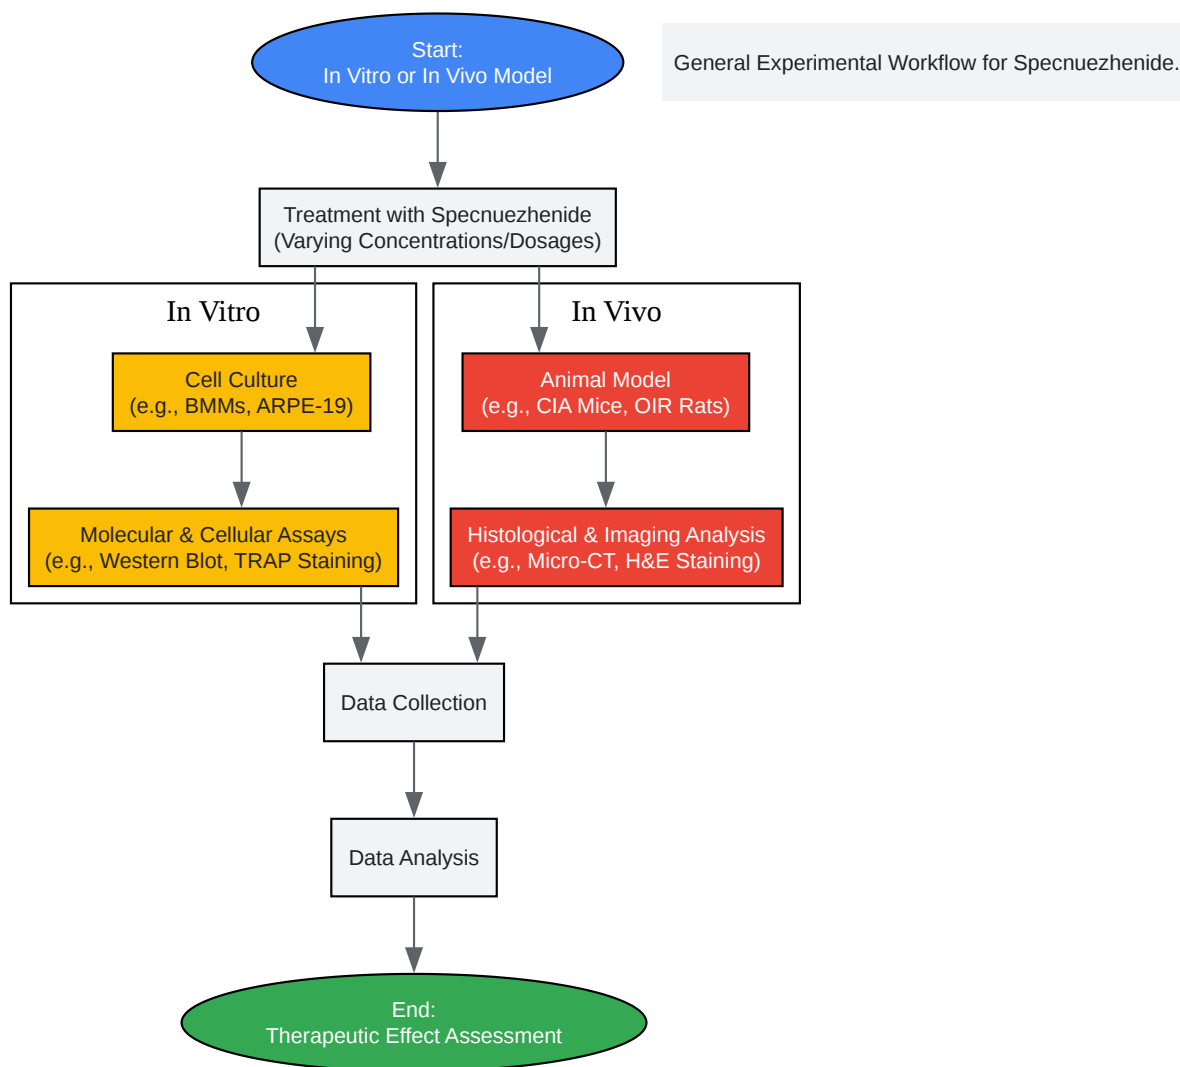 Start:
In Vitro or In Vivo Model
General Experimental Workflow for Specnuezhenide.
Treatment with Specnuezhenide
(Varying Concentrations/Dosages)
In Vitro
Cell Culture
(e.g., BMMs, ARPE-19)
Molecular & Cellular Assays
(e.g., Western Blot, TRAP Staining)
In Vivo
Animal Model
(e.g., CIA Mice, OIR Rats)
Histological & Imaging Analysis
(e.g., Micro-CT, H&E Staining)
Data Collection
Data Analysis
End:
Therapeutic Effect Assessment